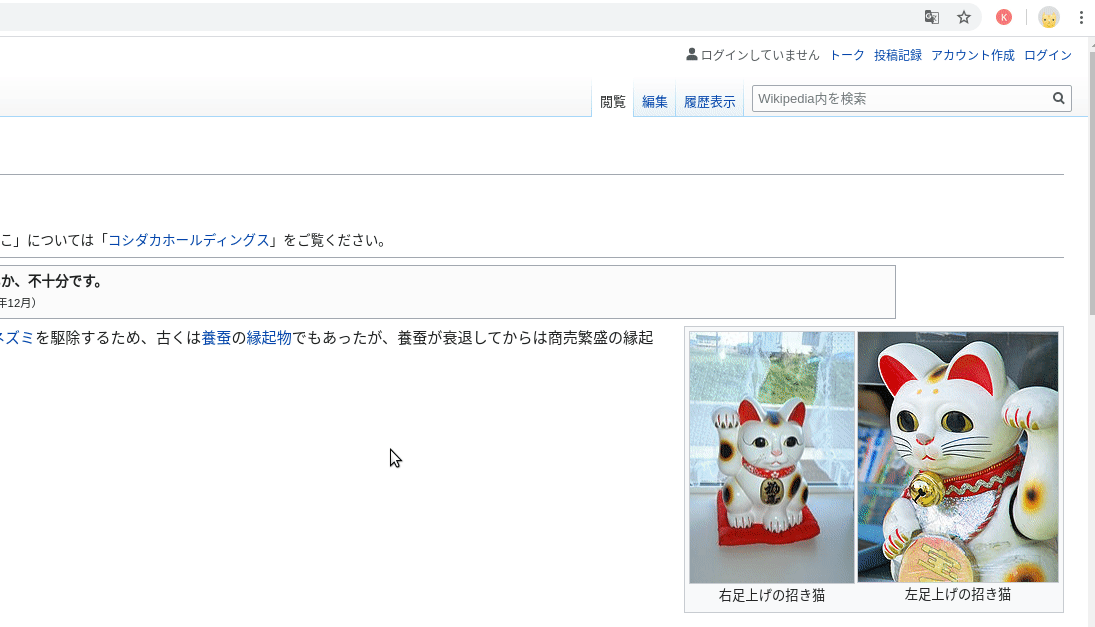 K
ログインしていません トーク 投稿記録 アカウント作成 ログイン
閲覧 編集 履歴表示 Wikipedia内を検索
こ」については「コシダカホールディングス」をご覧ください。
か、不十分です。
年12月）
ネズミを駆除するため、古くは養蚕の縁起物でもあったが、養蚕が衰退してからは商売繁盛の縁起
右足上げの招き猫
左足上げの招き猫